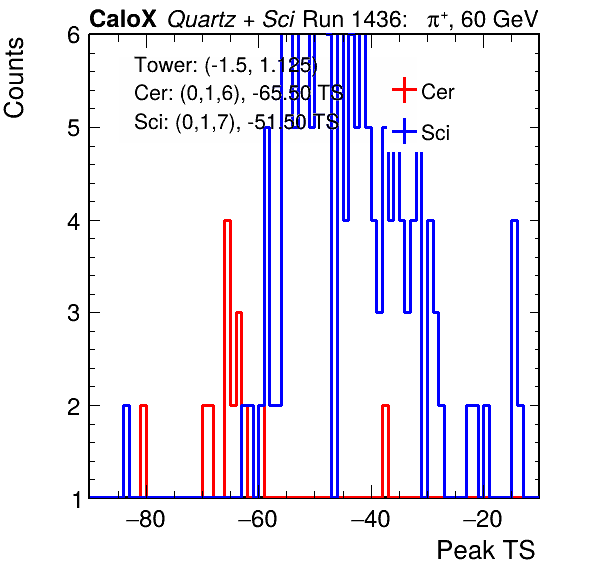 CaloX Quartz + Sci Run 1436: π+, 60 GeV
Counts
6
5
4
3
2
1
Tower: (-1.5, 1.125)
Cer: (0,1,6), -65.50 TS
Sci: (0,1,7), -51.50 TS
Cer
Sci
−80 −60 −40 −20
Peak TS